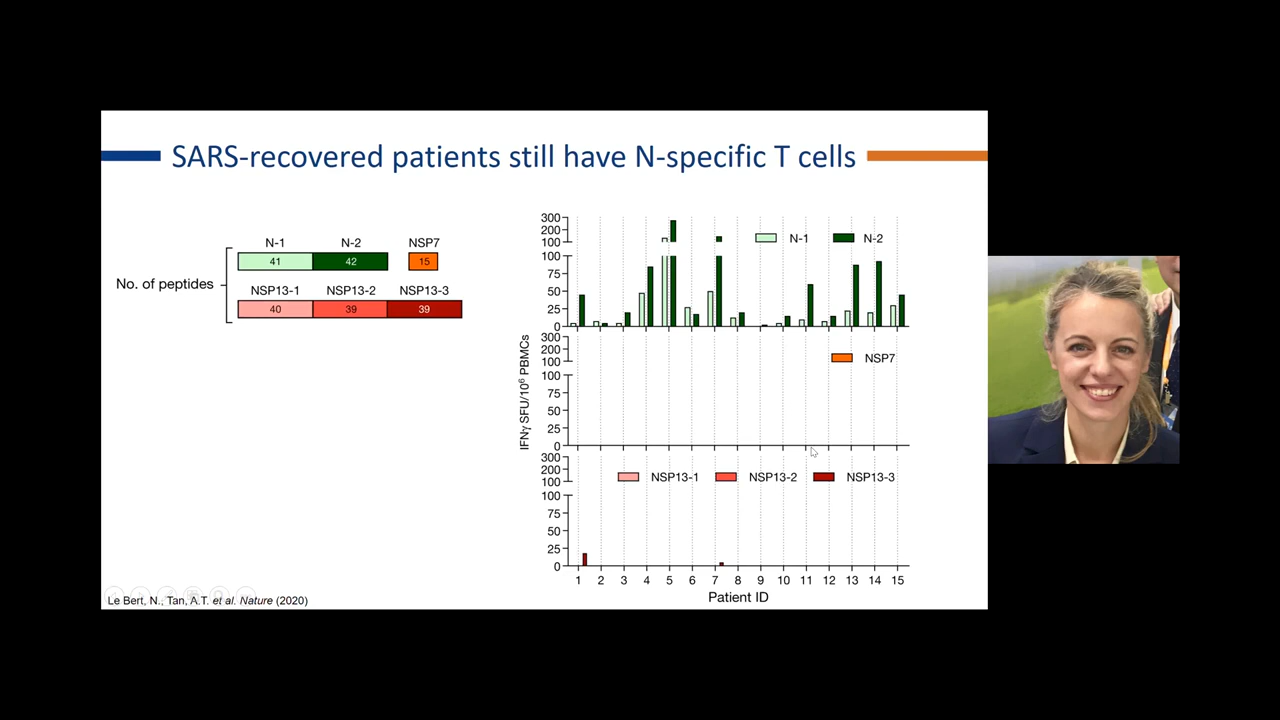 SARS-recovered patients still have N-specific T cells
No. of peptides
N-1 N-2 NSP7
41 42 15
NSP13-1 NSP13-2 NSP13-3
40 39 39
IFNγ SFU/10⁶ PBMCs
300
200
100
100
75
50
25
0
N-1 N-2
300
200
100
100
75
50
25
0
NSP7
300
200
100
100
75
50
25
0
NSP13-1 NSP13-2 NSP13-3
1 2 3 4 5 6 7 8 9 10 11 12 13 14 15
Patient ID
Le Bert, N., Tan, A.T. et al. Nature (2020)